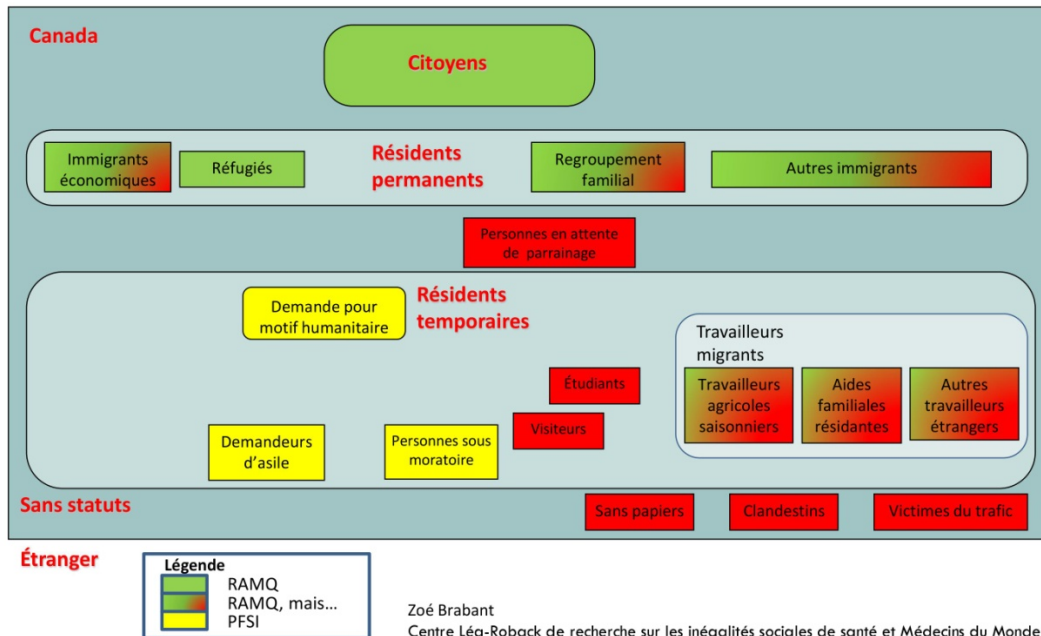 Canada
Citoyens
Immigrants
économiques
Réfugiés
Résidents
permanents
Regroupement
familial
Autres immigrants
Personnes en attente
de parrainage
Demande pour
motif humanitaire
Résidents
temporaires
Travailleurs
migrants
Étudiants
Travailleurs
agricoles
saisonniers
Aides
familiales
résidantes
Autres
travailleurs
étrangers
Visiteurs
Demandeurs
d'asile
Personnes sous
moratoire
Sans statuts
Sans papiers
Clandestins
Victimes du trafic
Étranger
Légende
RAMQ
RAMQ, mais...
PFSI
Zoé Brabant
Centre Léa-Roback de recherche sur les inégalités sociales de santé et Médecins du Monde